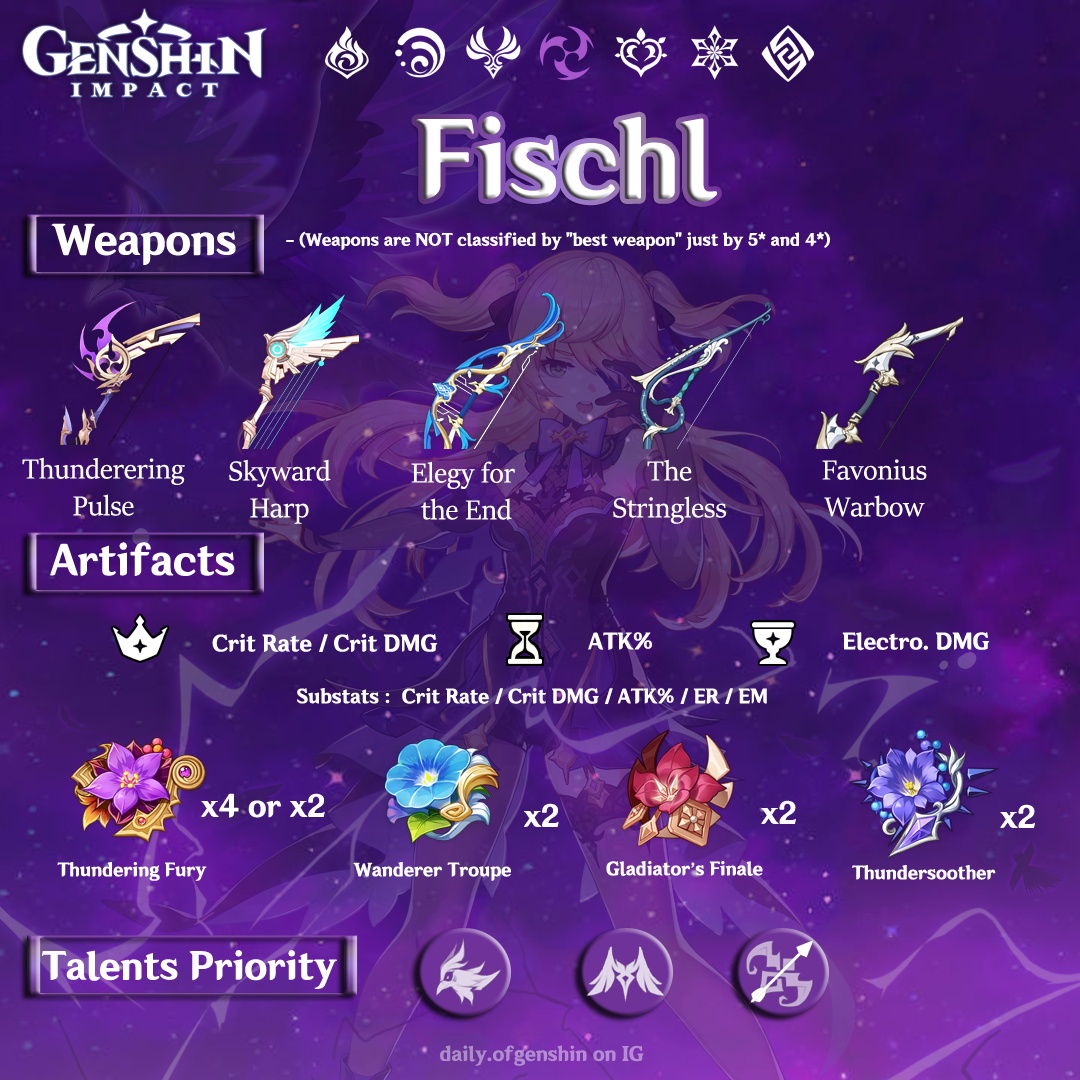 GENSHIN
IMPACT
Fischl
Weapons
- (Weapons are NOT classified by "best weapon" just by 5* and 4*)
Thunderering
Pulse
Skyward
Harp
Elegy for
the End
The
Stringless
Favonius
Warbow
Artifacts
Crit Rate / Crit DMG
ATK%
Electro. DMG
Substats : Crit Rate / Crit DMG / ATK% / ER / EM
x4 or x2
x2
x2
x2
Thundering Fury
Wanderer Troupe
Gladiator's Finale
Thundersoother
Talents Priority
daily.ofgenshin on IG